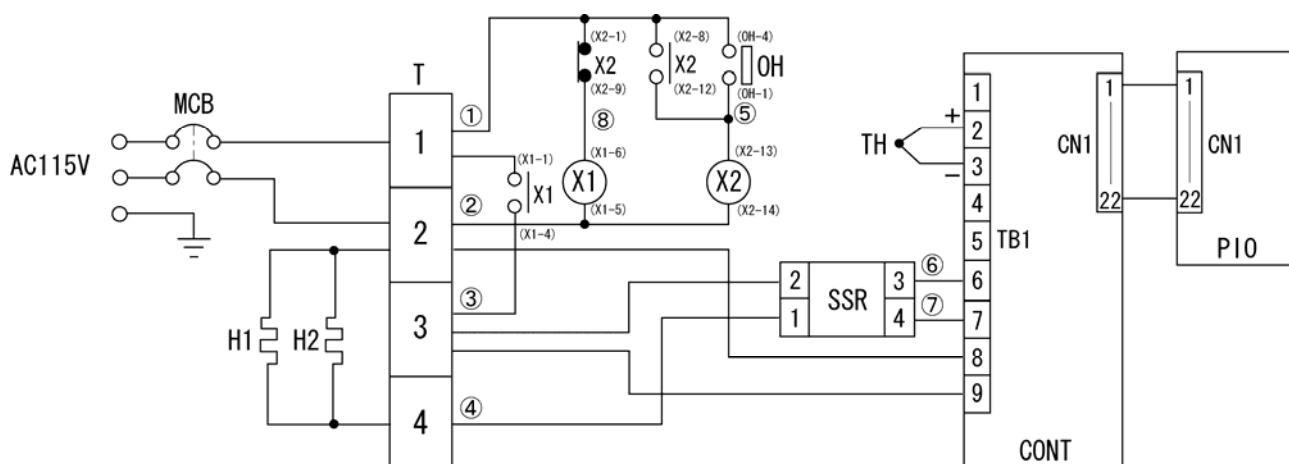 AC115V
MCB
T
1
2
3
4
①
②
③
④
(X2-1)
X2
(X2-9)
⑧
(X1-6)
X1
(X1-5)
(X1-1)
X1
(X1-4)
(X2-8)
X2
(X2-12)
(OH-4)
OH
(OH-1)
⑤
(X2-13)
X2
(X2-14)
H1
H2
2 SSR 3
1 4
⑥
⑦
TH
+
−
1
2
3
4
5
6
7
8
9
TB1
CONT
1
CN1
22
1
CN1
22
PIO